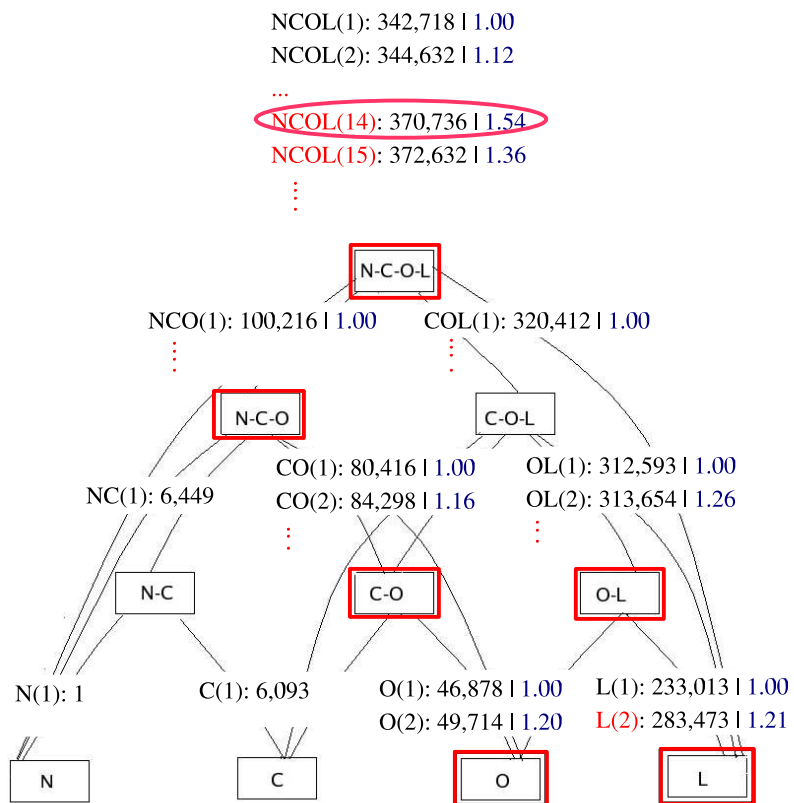 NCOL(1): 342,718 | 1.00
NCOL(2): 344,632 | 1.12
...
NCOL(14): 370,736 | 1.54
NCOL(15): 372,632 | 1.36
N-C-O-L
NCO(1): 100,216 | 1.00 COL(1): 320,412 | 1.00
N-C-O C-O-L
CO(1): 80,416 | 1.00 OL(1): 312,593 | 1.00
NC(1): 6,449 CO(2): 84,298 | 1.16 OL(2): 313,654 | 1.26
N-C C-O O-L
N(1): 1 C(1): 6,093 O(1): 46,878 | 1.00 L(1): 233,013 | 1.00
O(2): 49,714 | 1.20 L(2): 283,473 | 1.21
N C O L